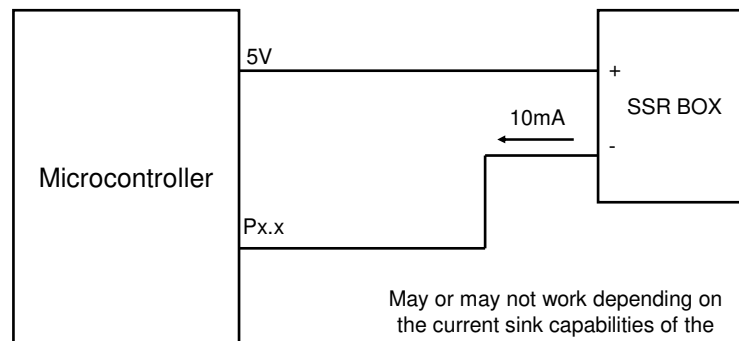 5V
+
SSR BOX
10mA
-
Microcontroller
Px.x
May or may not work depending on
the current sink capabilities of the